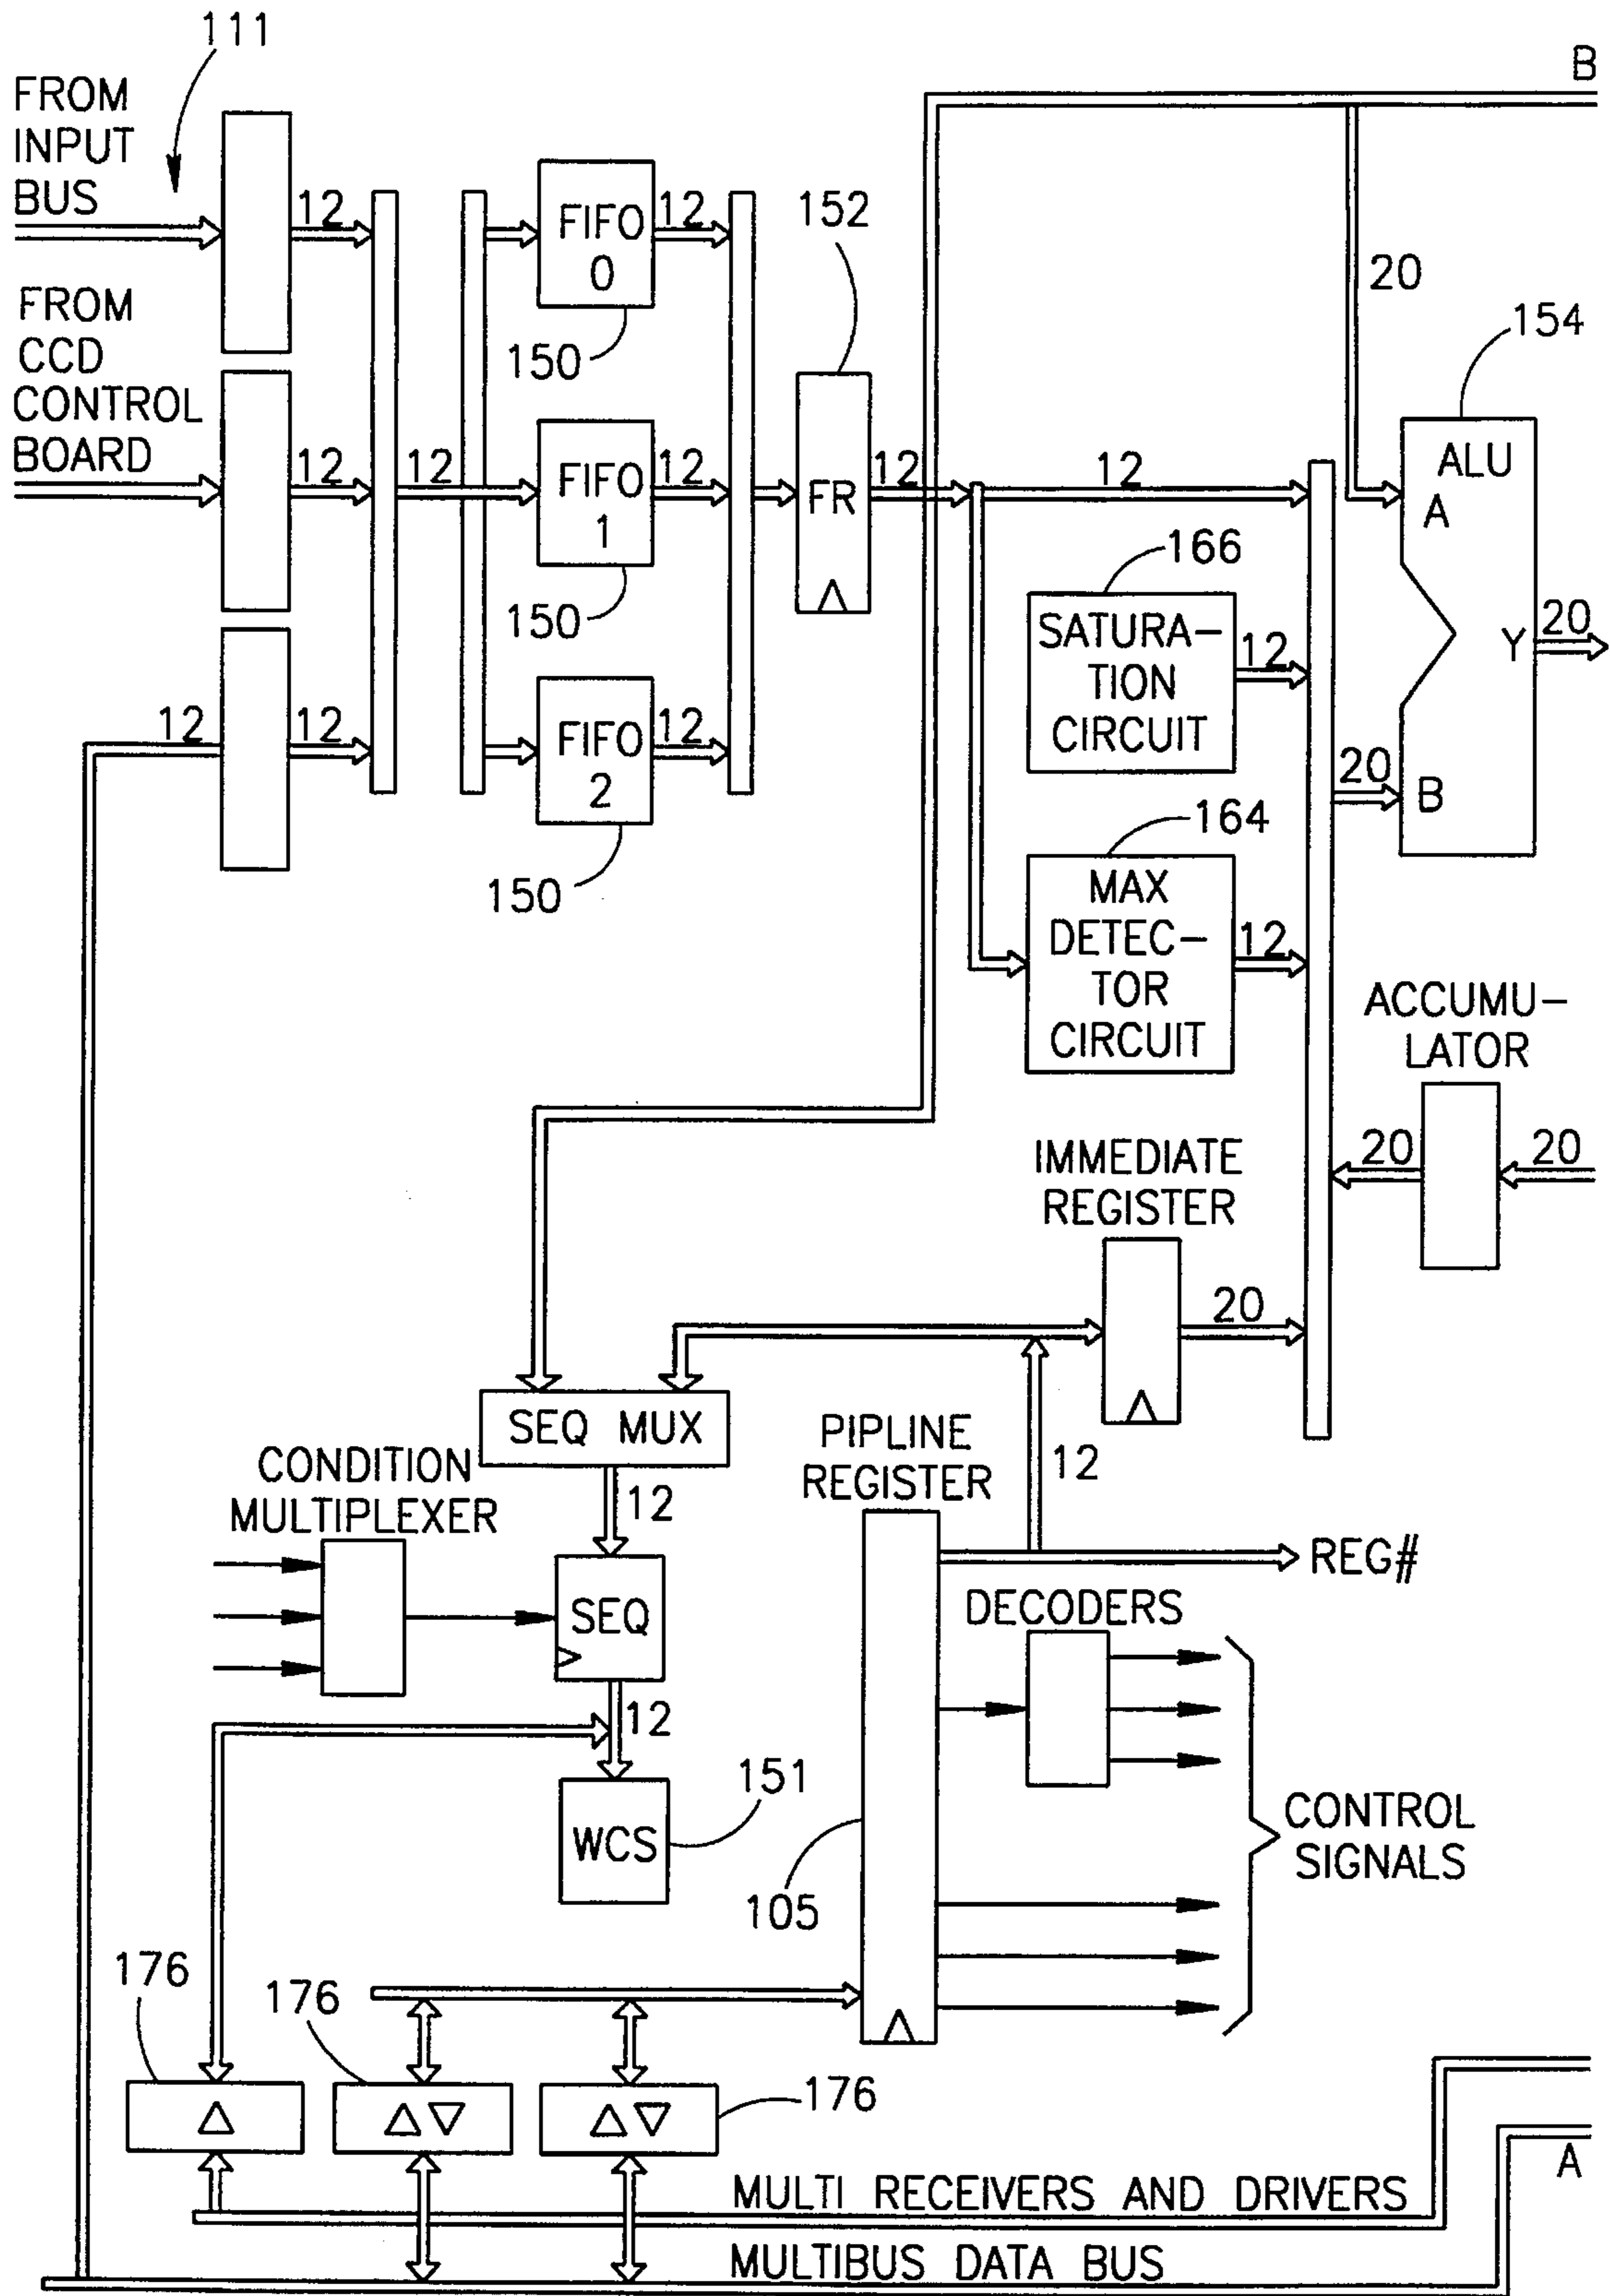 111
B
FROM
INPUT
BUS
12
FIFO
0
12
152
20
FROM
CCD
CONTROL
BOARD
150
154
12
12
FIFO
1
12
FR
12
12
ALU
A
150
166
SATURA-
TION
CIRCUIT
12
Y
20
12
12
FIFO
2
12
20
B
150
164
MAX
DETEC-
TOR
CIRCUIT
12
ACCUMU-
LATOR
20
20
IMMEDIATE
REGISTER
20
SEQ MUX
PIPLINE
REGISTER
12
CONDITION
MULTIPLEXER
12
REG#
SEQ
DECODERS
12
151
WCS
CONTROL
SIGNALS
105
176
176
176
A
MULTI RECEIVERS AND DRIVERS
MULTIBUS DATA BUS